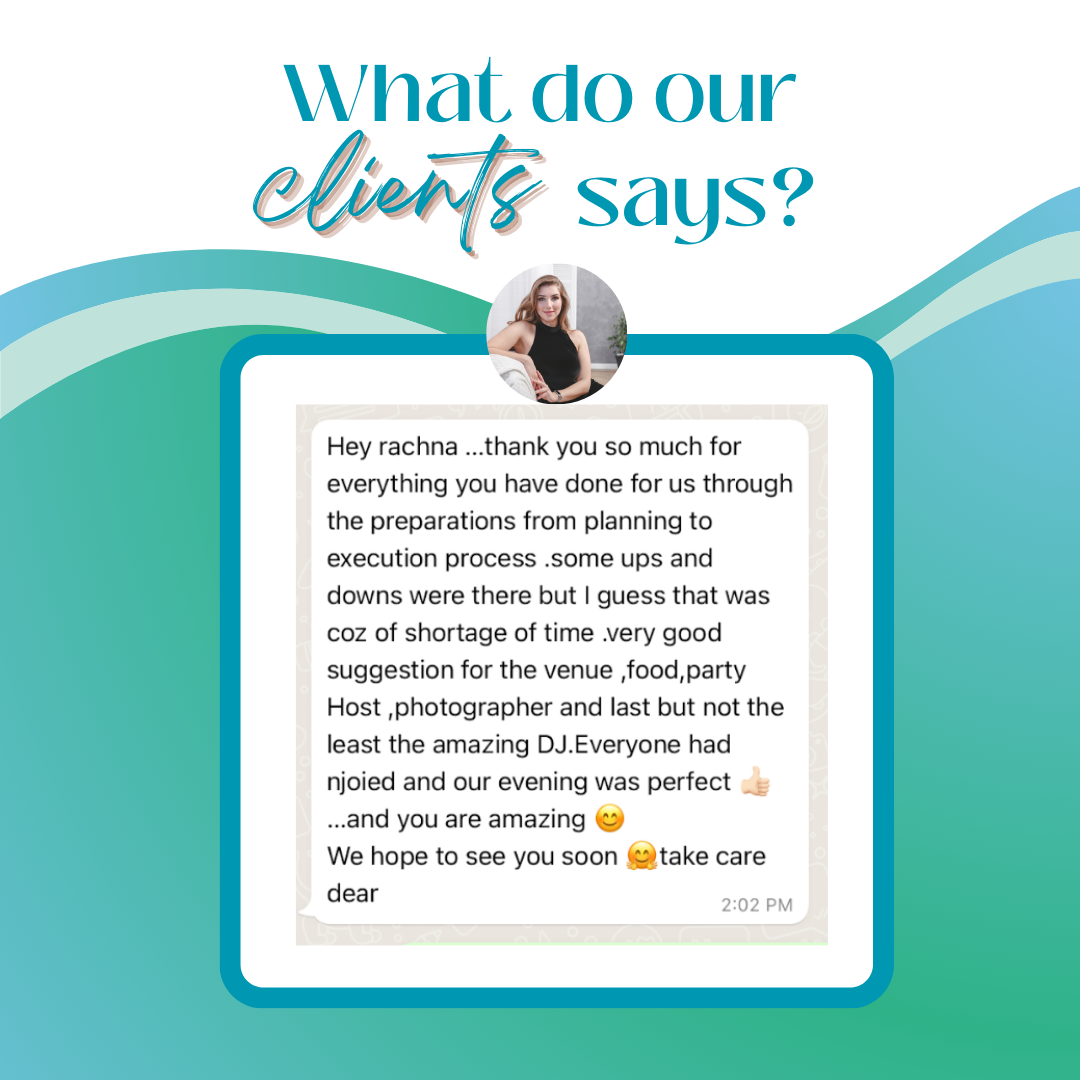 What do our
clients says?
Hey rachna ...thank you so much for
everything you have done for us through
the preparations from planning to
execution process .some ups and
downs were there but I guess that was
coz of shortage of time .very good
suggestion for the venue ,food,party
Host ,photographer and last but not the
least the amazing DJ.Everyone had
njoied and our evening was perfect 👍🏻
...and you are amazing 😊
We hope to see you soon 🤗take care
dear
2:02 PM